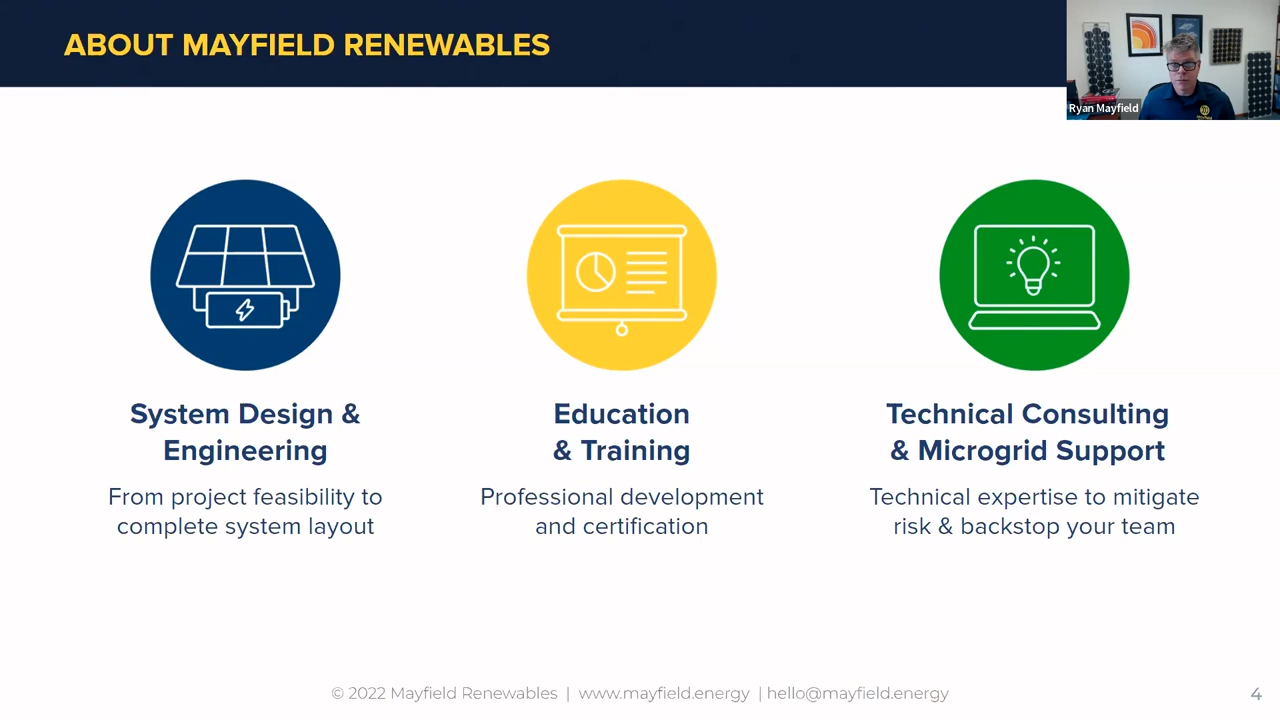 ABOUT MAYFIELD RENEWABLES
Ryan Mayfield
System Design &
Engineering
From project feasibility to
complete system layout
Education
& Training
Professional development
and certification
Technical Consulting
& Microgrid Support
Technical expertise to mitigate
risk & backstop your team
© 2022 Mayfield Renewables | www.mayfield.energy | hello@mayfield.energy
4